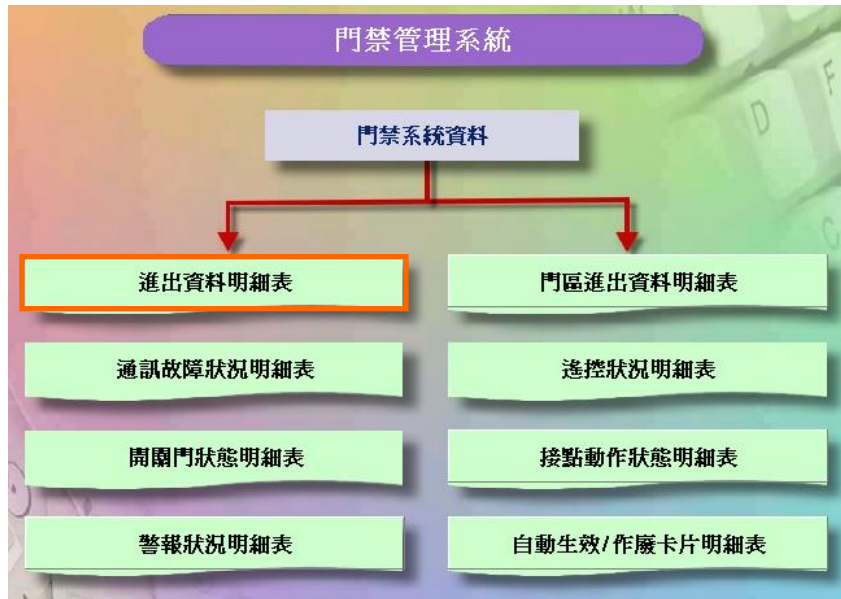 門禁管理系統
門禁系統資料
進出資料明細表
門區進出資料明細表
通訊故障狀況明細表
遙控狀況明細表
開關門狀態明細表
接點動作狀態明細表
警報狀況明細表
自動生效/作廢卡片明細表
D
F
C